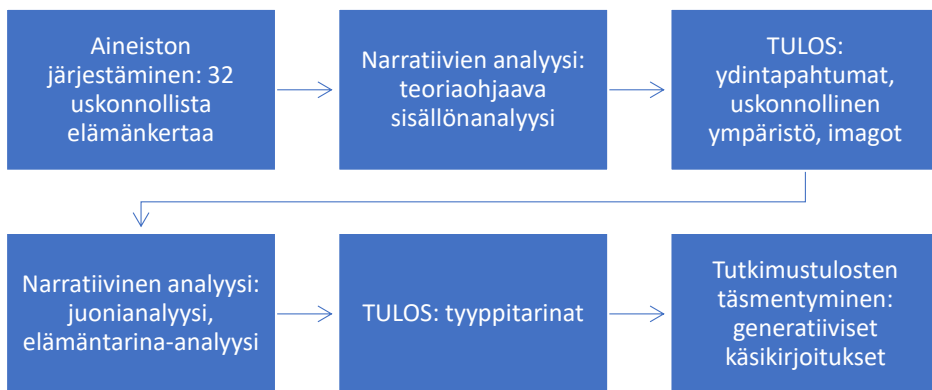 Aineiston
järjestäminen: 32
uskonnollista
elämänkertaa
Narratiivien analyysi:
teoriaohjaava
sisällönanalyysi
TULOS:
ydintapahtumat,
uskonnollinen
ympäristö, imagot
Narratiivinen analyysi:
juonianalyysi,
elämäntarina-analyysi
TULOS: tyyppitarinat
Tutkimustulosten
täsmentyminen:
generatiiviset
käsikirjoitukset